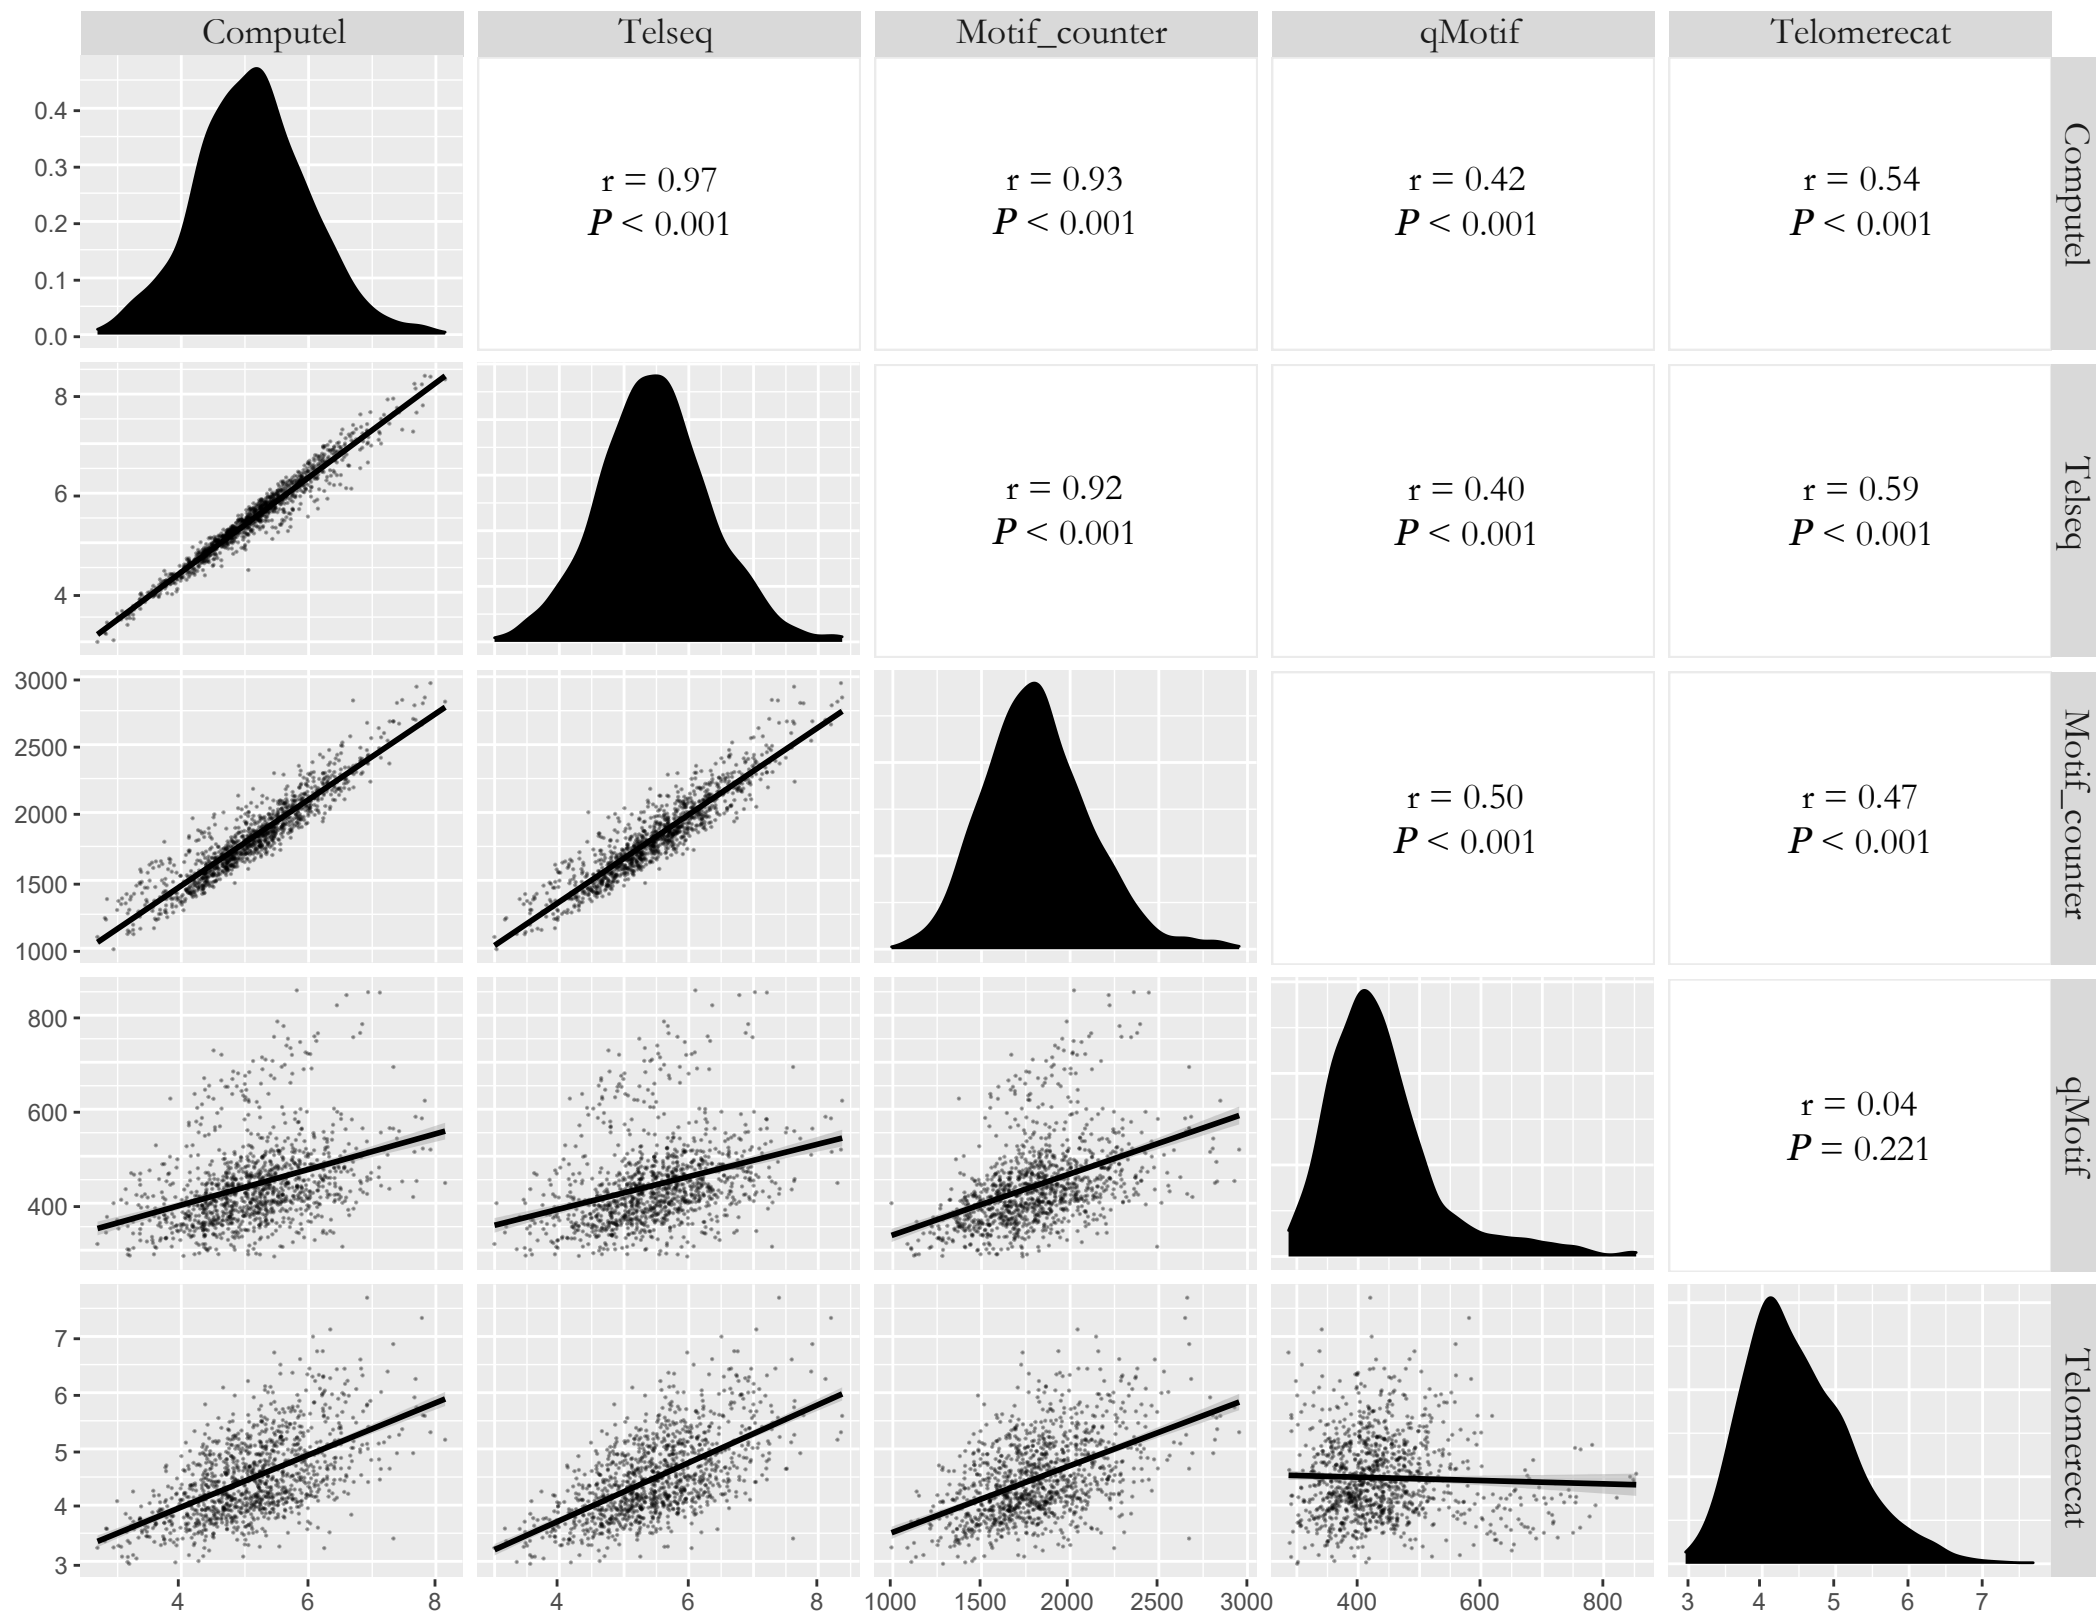 Computel Telseq Motif_counter qMotif Telomerecat
0.4
0.3
0.2
0.1
0.0
r = 0.97
P < 0.001
r = 0.93
P < 0.001
r = 0.42
P < 0.001
r = 0.54
P < 0.001
Computel
8
6
4
r = 0.92
P < 0.001
r = 0.40
P < 0.001
r = 0.59
P < 0.001
Telseq
3000
2500
2000
1500
1000
r = 0.50
P < 0.001
r = 0.47
P < 0.001
Motif_counter
800
600
400
r = 0.04
P = 0.221
qMotif
7
6
5
4
3
Telomerecat
4 6 8 4 6 8 1000 1500 2000 2500 3000 400 600 800 3 4 5 6 7